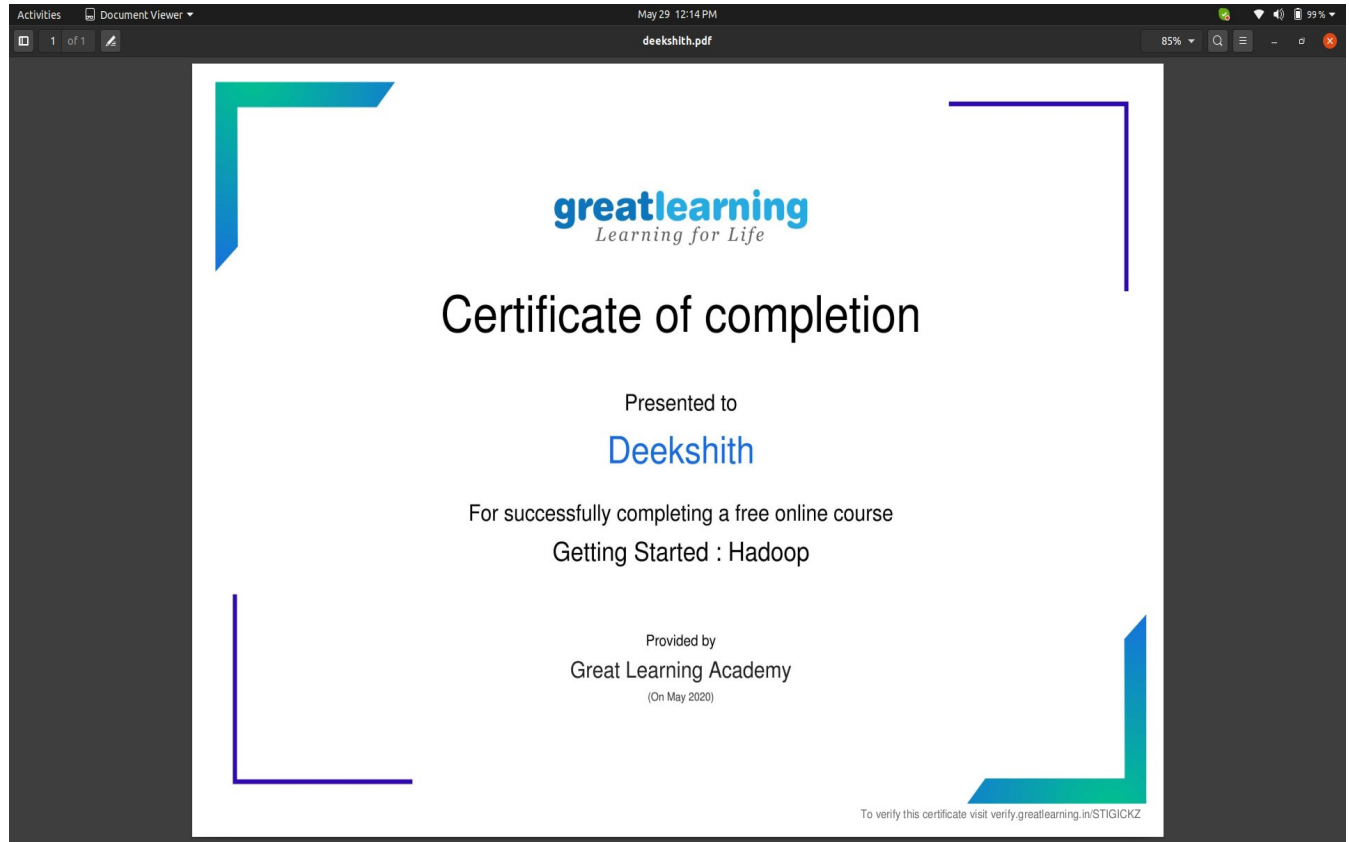 Activities Document Viewer May 29 12:14 PM 99 %
1 of 1 deekshith.pdf 85%
greatlearning
Learning for Life
Certificate of completion
Presented to
Deekshith
For successfully completing a free online course
Getting Started : Hadoop
Provided by
Great Learning Academy
(On May 2020)
To verify this certificate visit verify.greatlearning.in/STIGICKZ